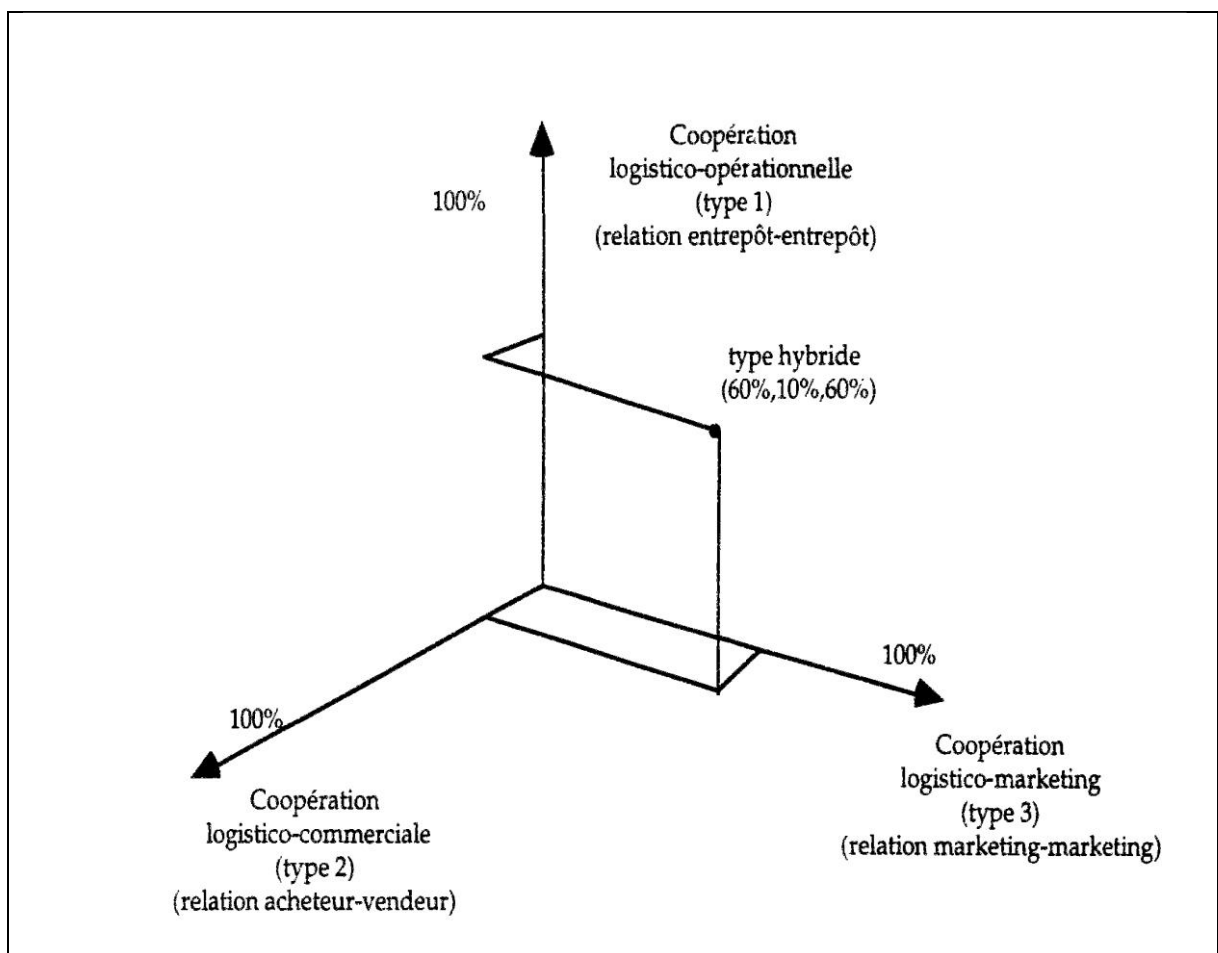 Coopération
logistico-opérationnelle
(type 1)
(relation entrepôt-entrepôt)
100%
type hybride
(60%,10%,60%)
100%
100%
Coopération
logistico-marketing
(type 3)
(relation marketing-marketing)
Coopération
logistico-commerciale
(type 2)
(relation acheteur-vendeur)